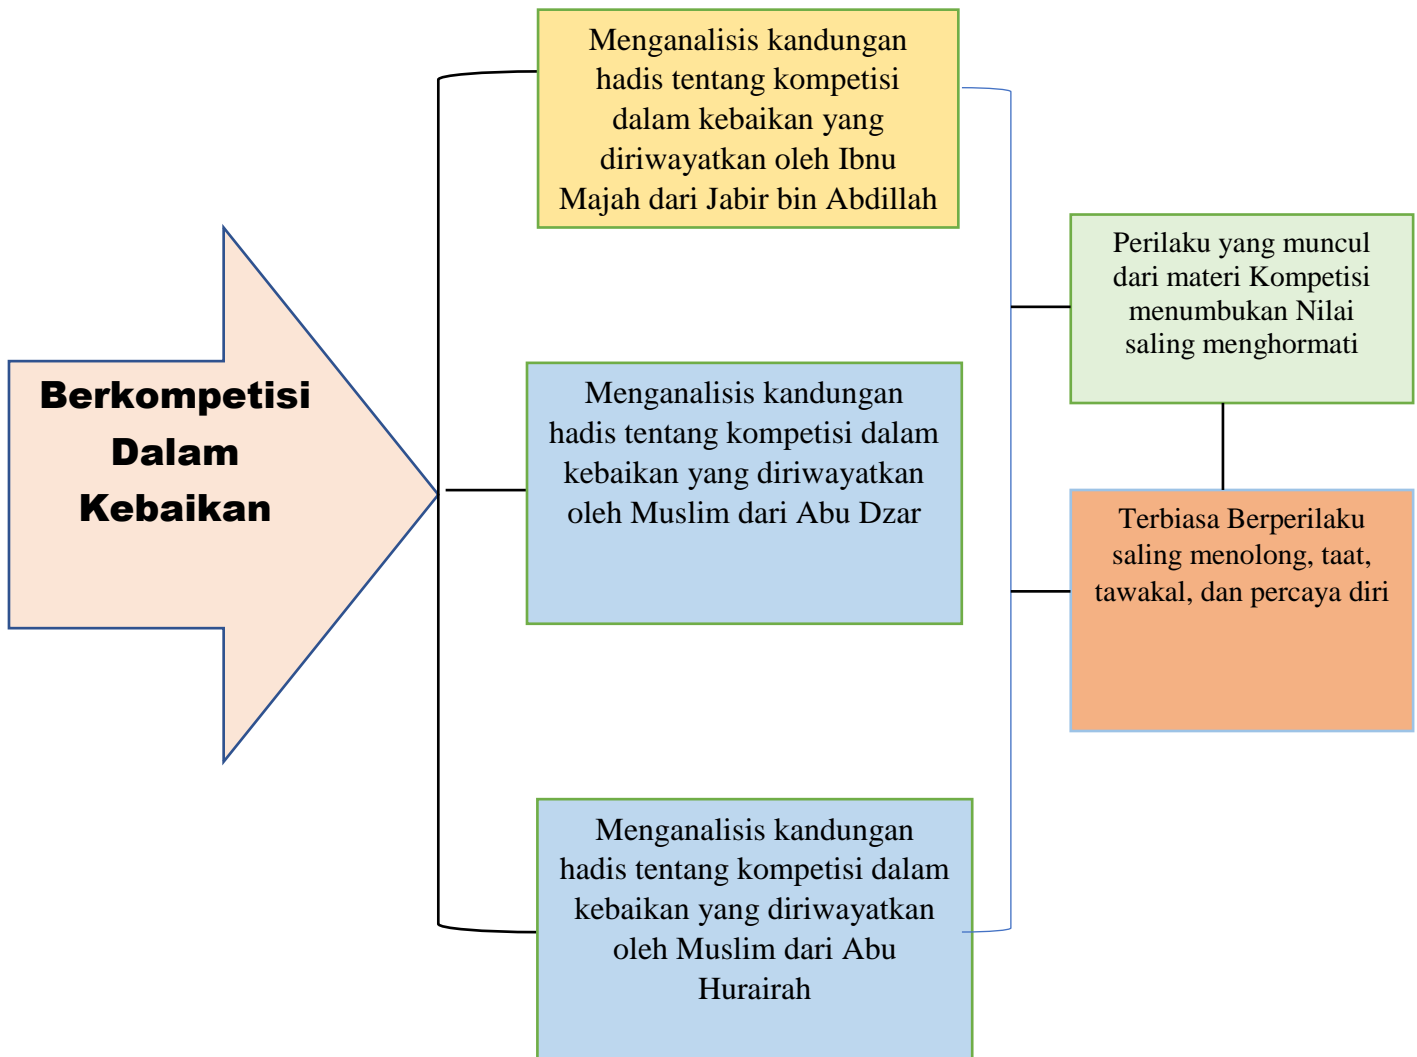 Berkompetisi
Dalam
Kebaikan
Menganalisis kandungan
hadis tentang kompetisi
dalam kebaikan yang
diriwayatkan oleh Ibnu
Majah dari Jabir bin Abdillah
Menganalisis kandungan
hadis tentang kompetisi dalam
kebaikan yang diriwayatkan
oleh Muslim dari Abu Dzar
Menganalisis kandungan
hadis tentang kompetisi dalam
kebaikan yang diriwayatkan
oleh Muslim dari Abu
Hurairah
Perilaku yang muncul
dari materi Kompetisi
menumbukan Nilai
saling menghormati
Terbiasa Berperilaku
saling menolong, taat,
tawakal, dan percaya diri